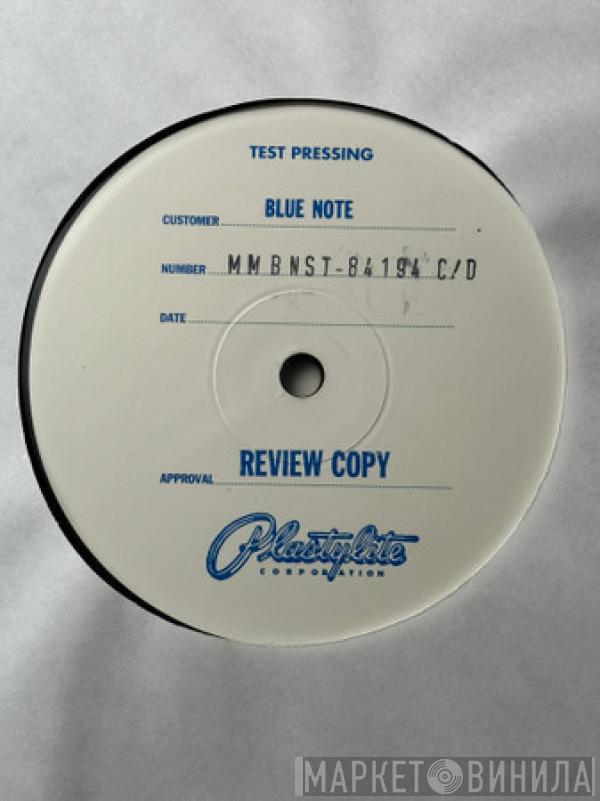 TEST PRESSING
CUSTOMER BLUE NOTE
NUMBER MMBNST-84194 C/D
DATE
APPROVAL REVIEW COPY
Plastylite
CORPORATION
МАРКЕТ ВИНИЛА